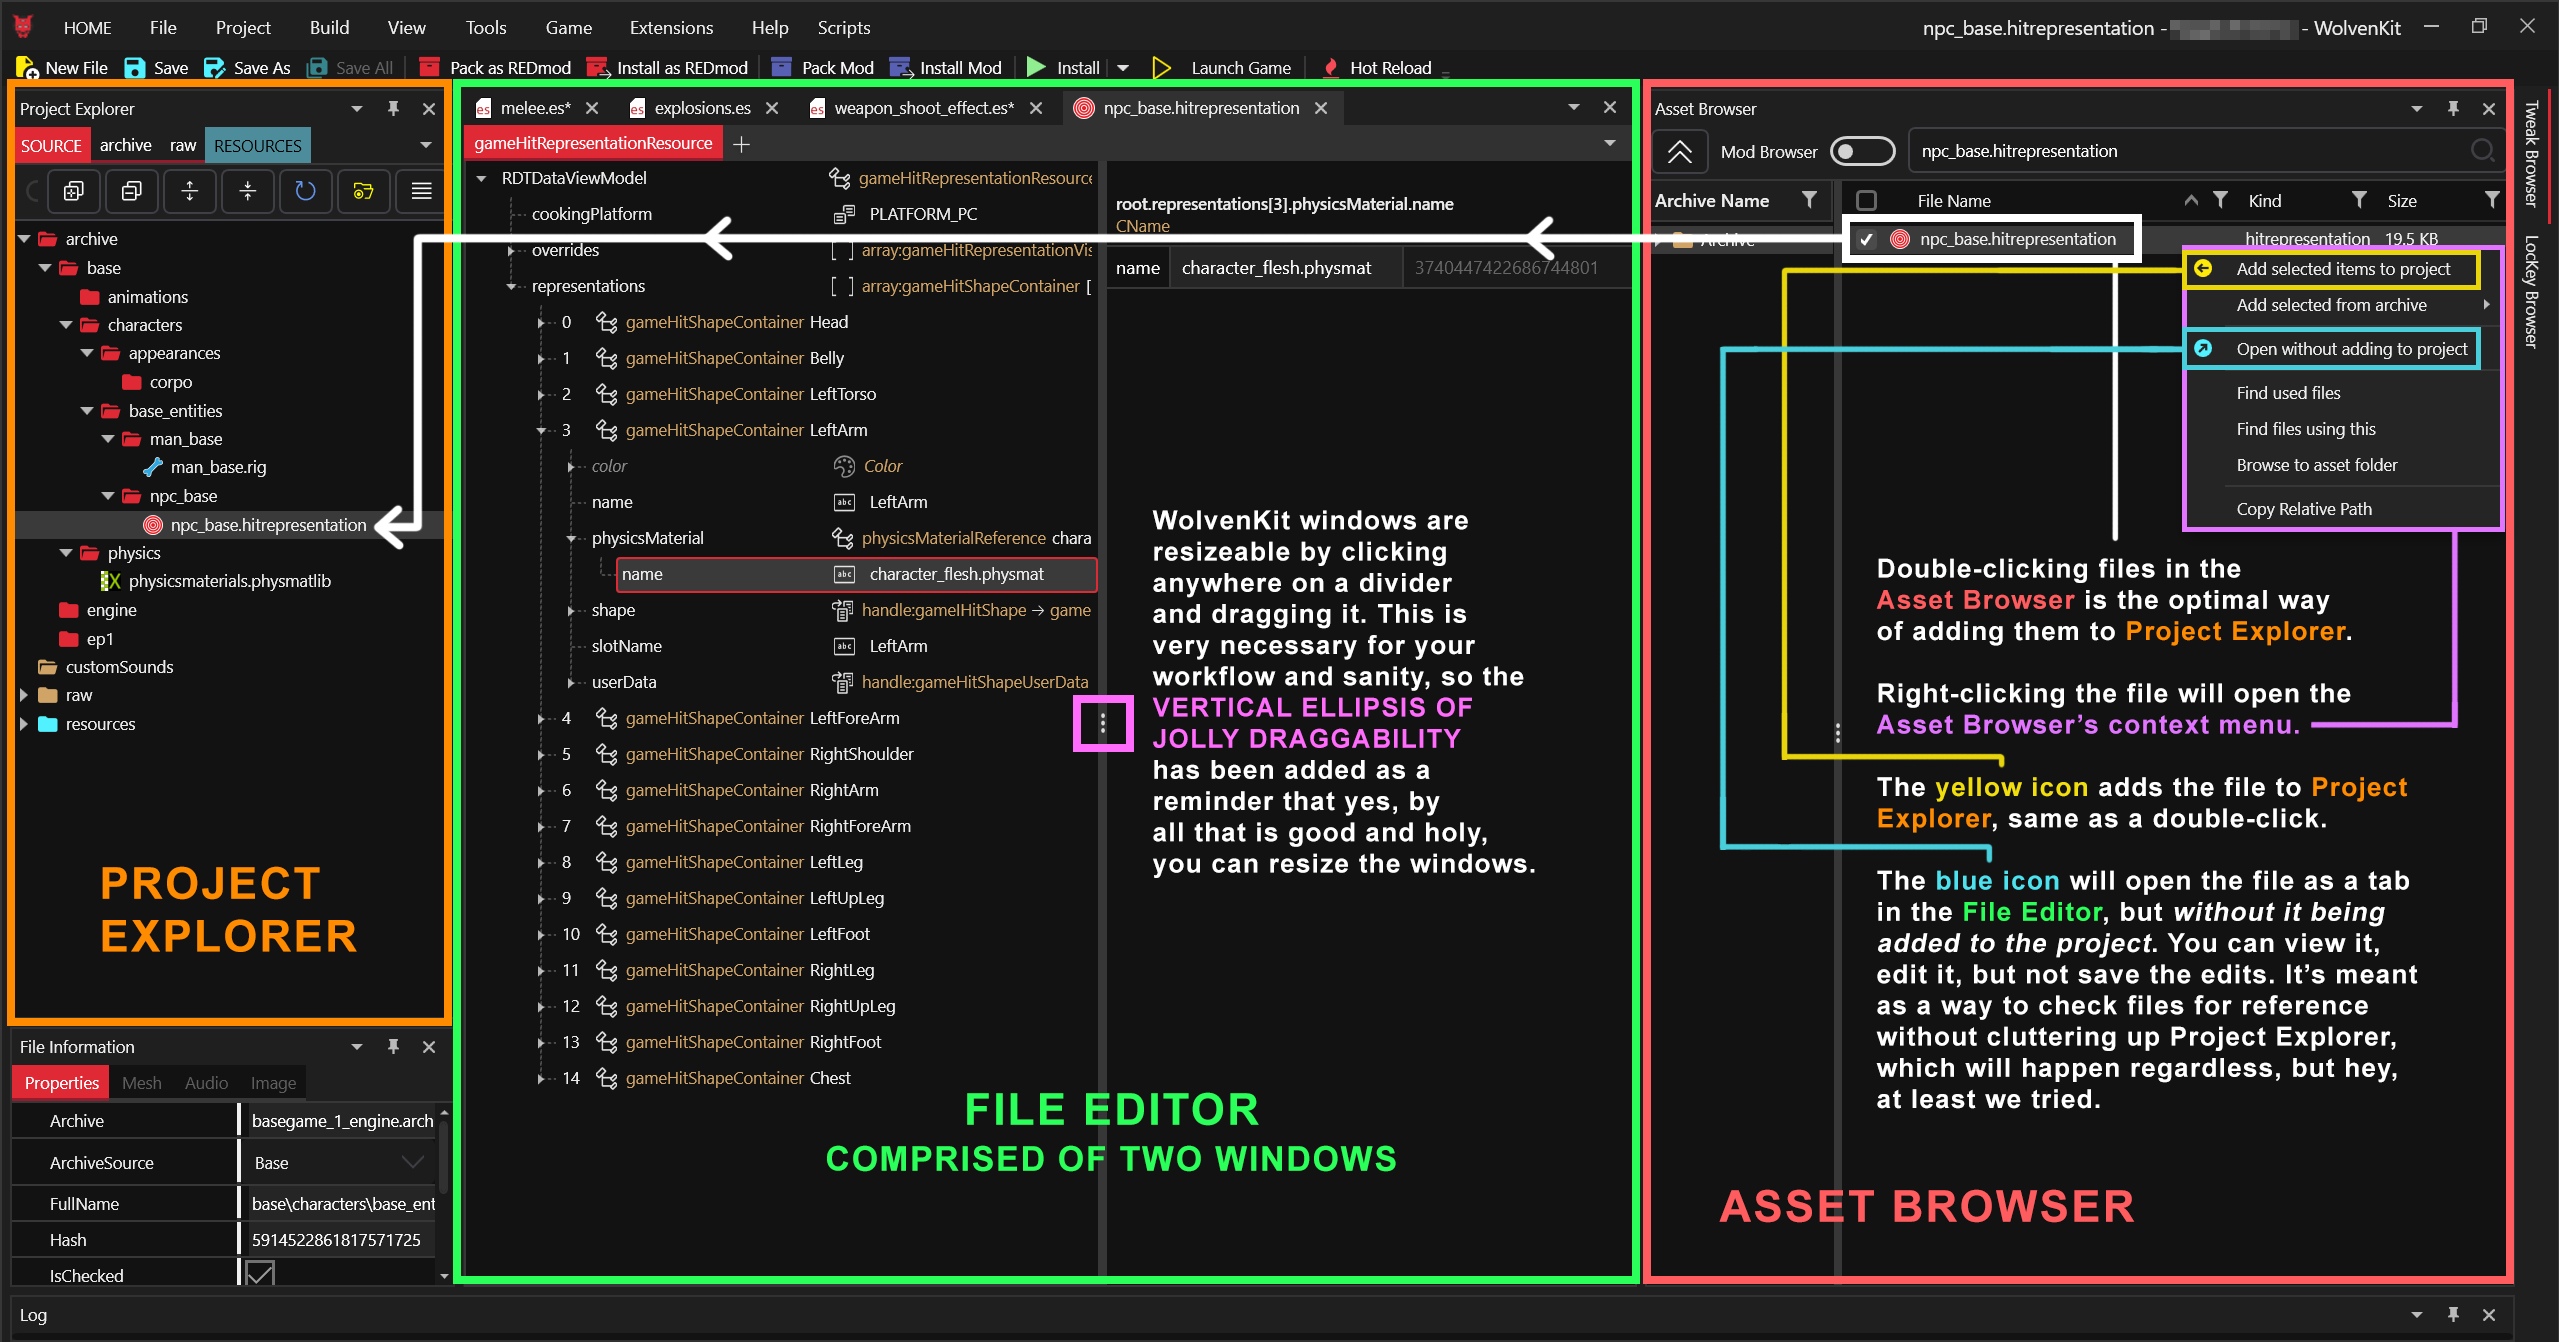 HOME File Project Build View Tools Game Extensions Help Scripts
npc_base.hitrepresentation - - WolvenKit
New File Save Save As Save All Pack as REDmod Install as REDmod Pack Mod Install Mod Install Launch Game Hot Reload
Project Explorer
SOURCE archive raw RESOURCES
archive
base
animations
characters
appearances
corpo
base_entities
man_base
man_base.rig
npc_base
npc_base.hitrepresentation
physics
physicsmaterials.physmatlib
engine
ep1
customSounds
raw
resources
PROJECT
EXPLORER
File Information
Properties Mesh Audio Image
Archive basegame_1_engine.arch
ArchiveSource Base
FullName base\characters\base_ent
Hash 5914522861817571725
IsChecked
Log
es melee.es* es explosions.es es weapon_shoot_effect.es* npc_base.hitrepresentation
gameHitRepresentationResource
RDTDataViewModel gameHitRepresentationResource
cookingPlatform PLATFORM_PC
overrides [ ] array:gameHitRepresentationVis
representations [ ] array:gameHitShapeContainer [
0 gameHitShapeContainer Head
1 gameHitShapeContainer Belly
2 gameHitShapeContainer LeftTorso
3 gameHitShapeContainer LeftArm
color Color
name abc LeftArm
physicsMaterial physicsMaterialReference chara
name abc character_flesh.physmat
shape handle:gameIHitShape → game
slotName abc LeftArm
userData handle:gameHitShapeUserData
4 gameHitShapeContainer LeftForeArm
5 gameHitShapeContainer RightShoulder
6 gameHitShapeContainer RightArm
7 gameHitShapeContainer RightForeArm
8 gameHitShapeContainer LeftLeg
9 gameHitShapeContainer LeftUpLeg
10 gameHitShapeContainer LeftFoot
11 gameHitShapeContainer RightLeg
12 gameHitShapeContainer RightUpLeg
13 gameHitShapeContainer RightFoot
14 gameHitShapeContainer Chest
root.representations[3].physicsMaterial.name
CName
name character_flesh.physmat 3740447422686744801
WolvenKit windows are
resizeable by clicking
anywhere on a divider
and dragging it. This is
very necessary for your
workflow and sanity, so the
VERTICAL ELLIPSIS OF
JOLLY DRAGGABILITY
has been added as a
reminder that yes, by
all that is good and holy,
you can resize the windows.
FILE EDITOR
COMPRISED OF TWO WINDOWS
Asset Browser
Mod Browser npc_base.hitrepresentation
Archive Name File Name Kind Size
Archive npc_base.hitrepresentation hitrepresentation 19.5 KB
Add selected items to project
Add selected from archive
Open without adding to project
Find used files
Find files using this
Browse to asset folder
Copy Relative Path
Double-clicking files in the
Asset Browser is the optimal way
of adding them to Project Explorer.
Right-clicking the file will open the
Asset Browser’s context menu.
The yellow icon adds the file to Project
Explorer, same as a double-click.
The blue icon will open the file as a tab
in the File Editor, but without it being
added to the project. You can view it,
edit it, but not save the edits. It’s meant
as a way to check files for reference
without cluttering up Project Explorer,
which will happen regardless, but hey,
at least we tried.
ASSET BROWSER
Tweak Browser
LocKey Browser